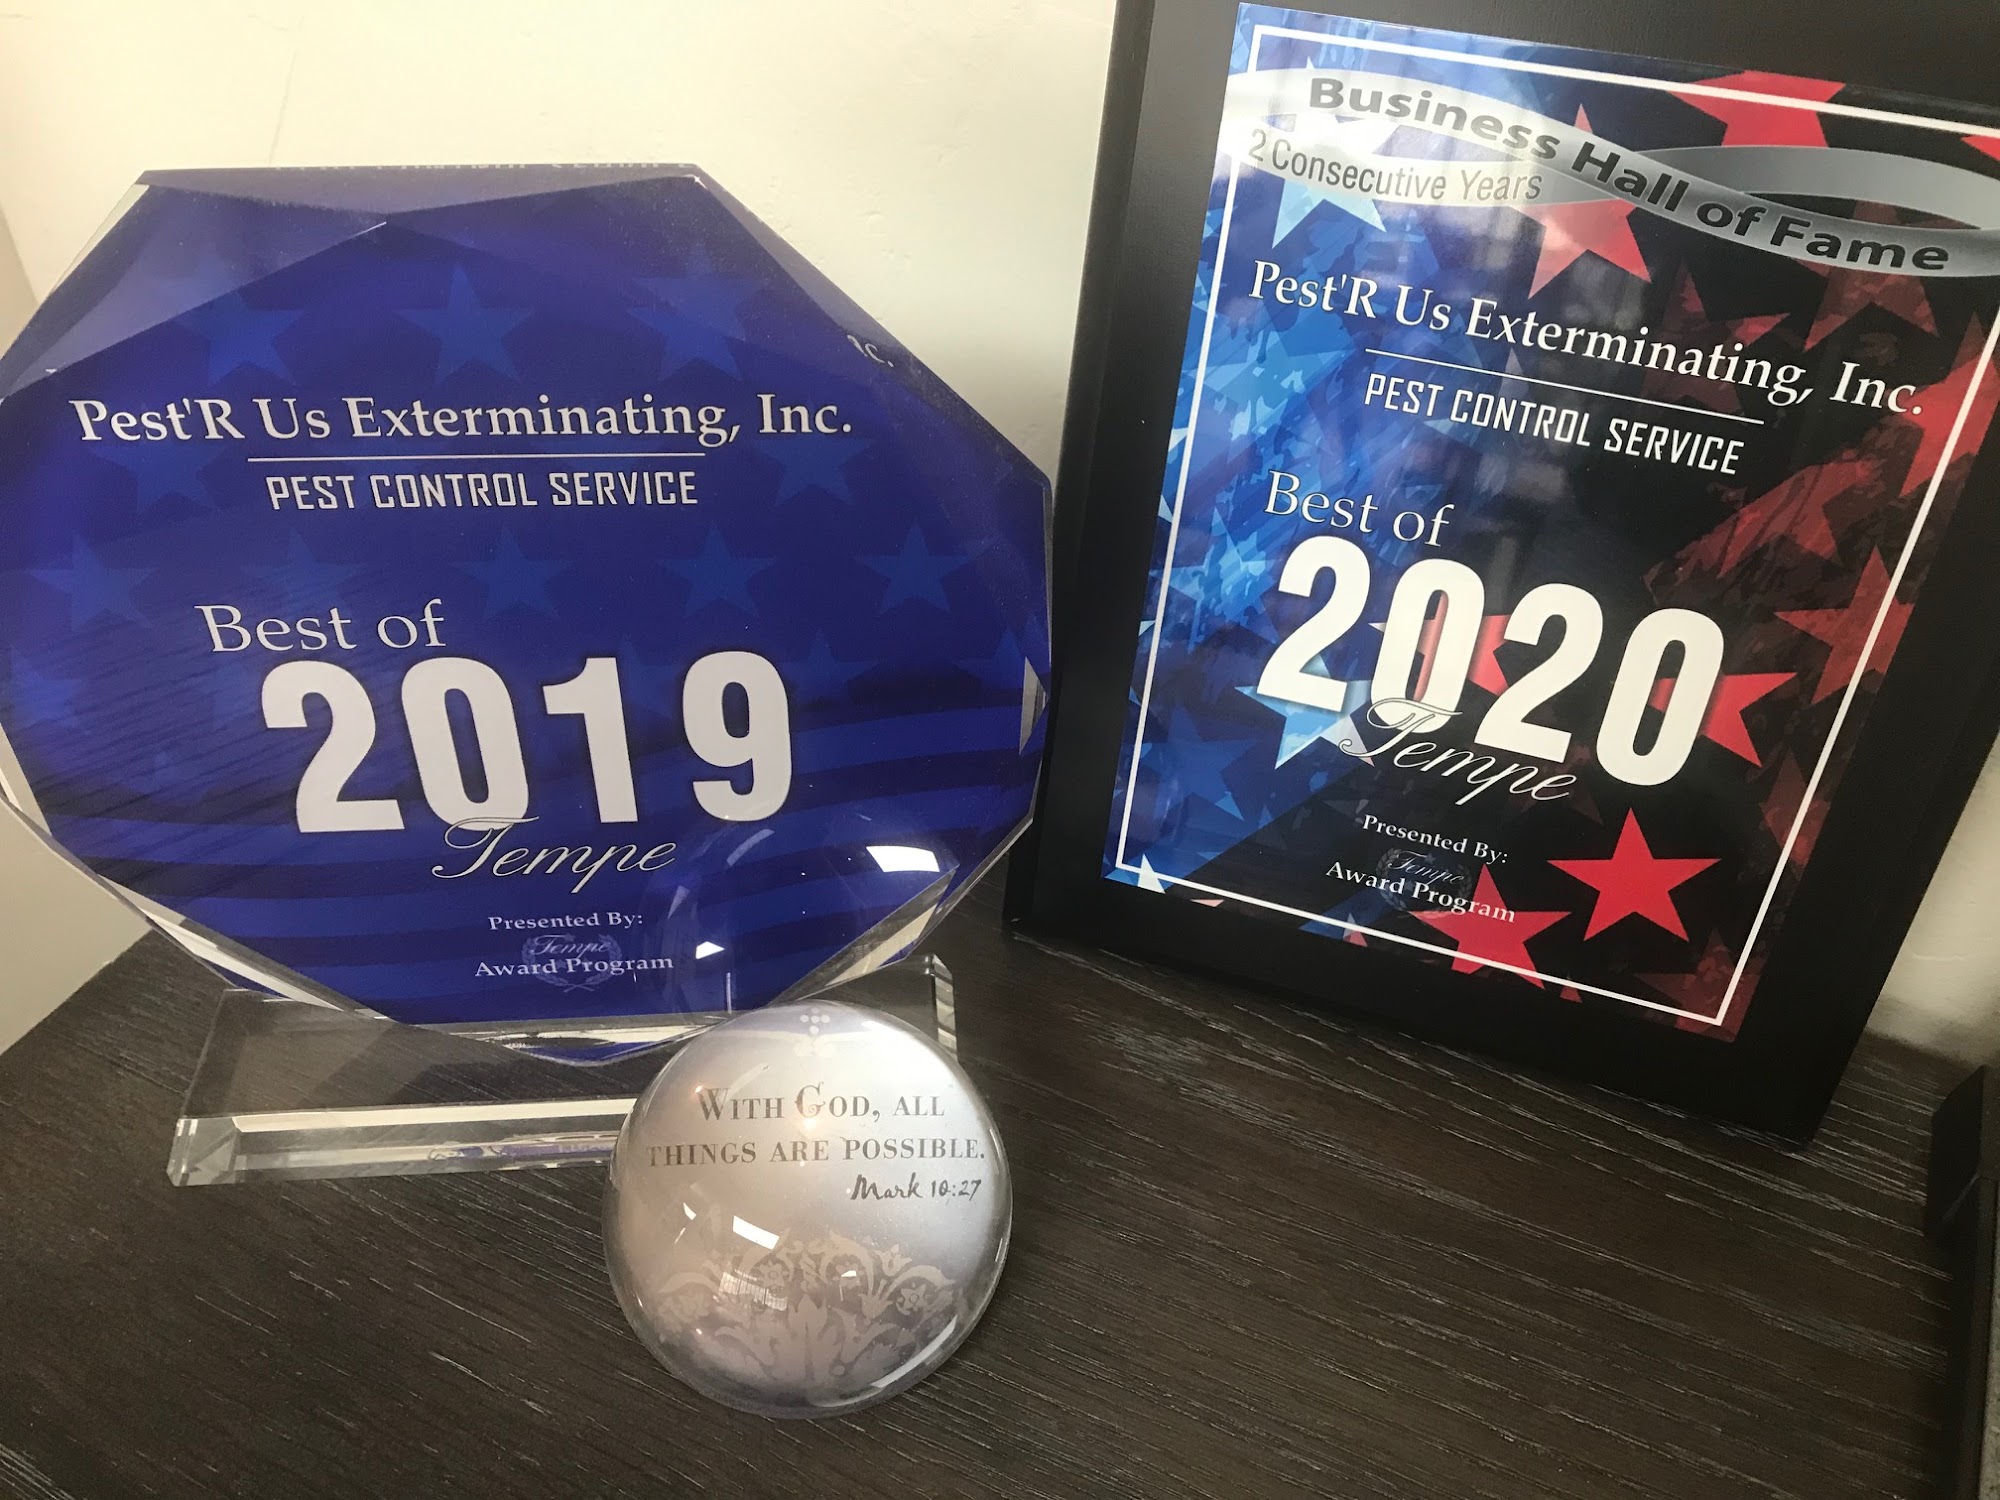 Pest'R Us Exterminating, Inc.
PEST CONTROL SERVICE
Best of
2019
Tempe
Presented By:
Tempe
Award Program
Business Hall of Fame
2 Consecutive Years
Pest'R Us Exterminating, Inc.
PEST CONTROL SERVICE
Best of
2020
Tempe
Presented By:
Tempe
Award Program
WITH GOD, ALL
THINGS ARE POSSIBLE.
Mark 10:27